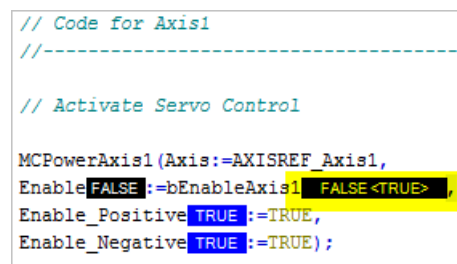 // Code for Axis1
//-----------------------------------
// Activate Servo Control
MCPowerAxis1(Axis:=AXISREF_Axis1,
Enable FALSE :=bEnableAxis1 FALSE<TRUE> ,
Enable_Positive TRUE :=TRUE,
Enable_Negative TRUE :=TRUE);